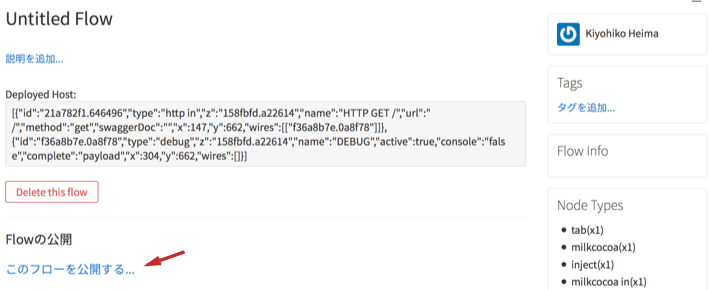 Untitled Flow
説明を追加...
Deployed Host:
[{"id":"21a782f1.646496","type":"http in","z":"158fbfd.a22614","name":"HTTP GET /","url":"
/","method":"get","swaggerDoc":"","x":147,"y":662,"wires":[["f36a8b7e.0a8f78"]]},
{"id":"f36a8b7e.0a8f78","type":"debug","z":"158fbfd.a22614","name":"DEBUG","active":true,"console":"fals
e","complete":"payload","x":304,"y":662,"wires":[]}]
Delete this flow
Flowの公開
このフローを公開する...
Kiyohiko Heima
Tags
タグを追加...
Flow Info
Node Types
tab(x1)
milkcocoa(x1)
inject(x1)
milkcocoa in(x1)